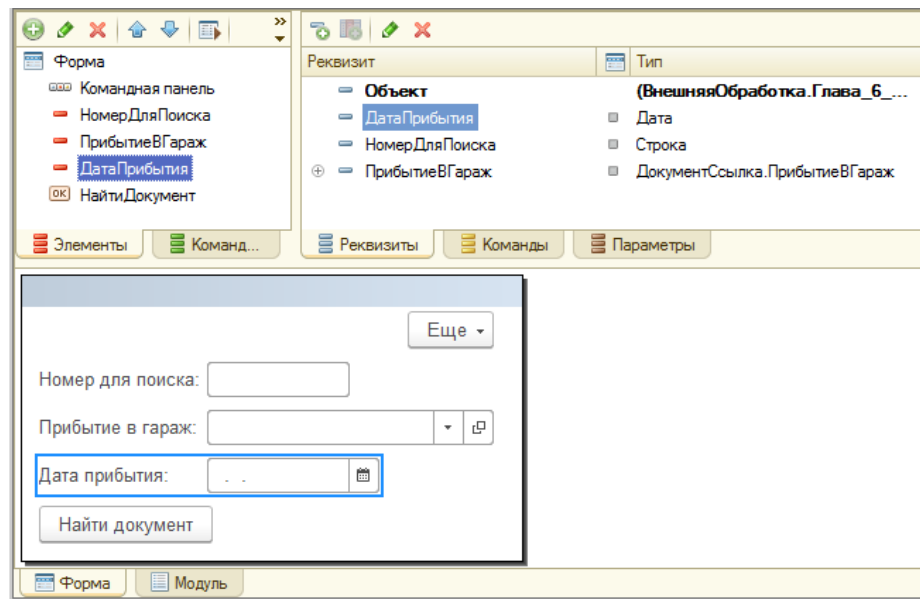 Форма
Командная панель
НомерДляПоиска
ПрибытиеВГараж
ДатаПрибытия
OK НайтиДокумент
Элементы
Команд...
Реквизит
Тип
Объект
(ВнешняяОбработка.Глава_6_...
ДатаПрибытия
Дата
НомерДляПоиска
Строка
ПрибытиеВГараж
ДокументСсылка.ПрибытиеВГараж
Реквизиты
Команды
Параметры
Еще
Номер для поиска:
Прибытие в гараж:
Дата прибытия:
. .
Найти документ
Форма
Модуль